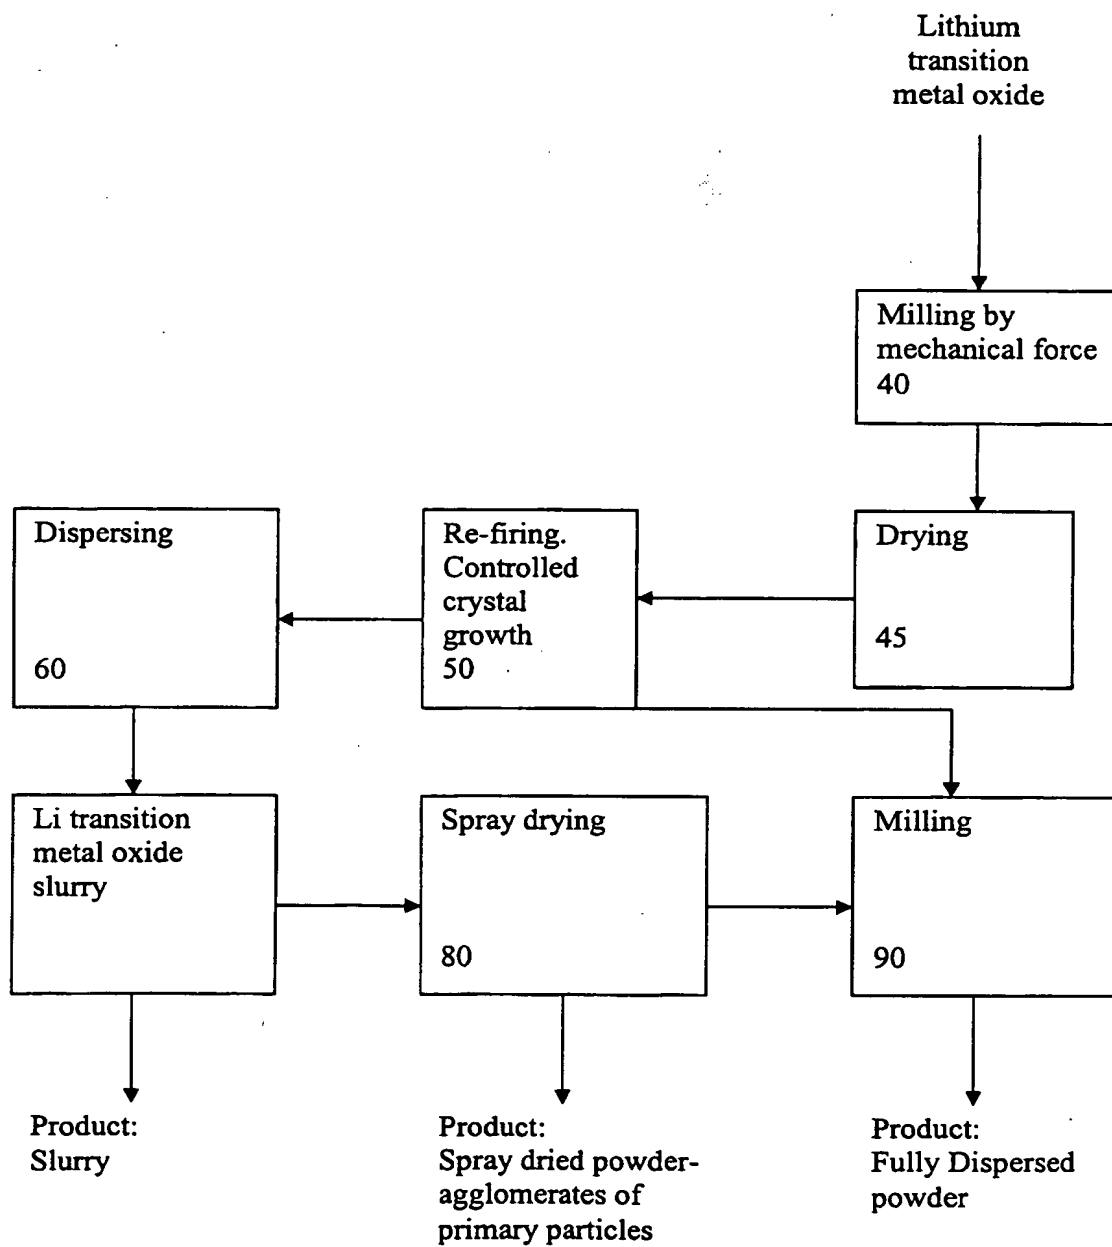 Lithium
transition
metal oxide
Milling by
mechanical force
40
Dispersing
60
Re-firing.
Controlled
crystal
growth
50
Drying
45
Li transition
metal oxide
slurry
Spray drying
80
Milling
90
Product:
Slurry
Product:
Spray dried powder-
agglomerates of
primary particles
Product:
Fully Dispersed
powder